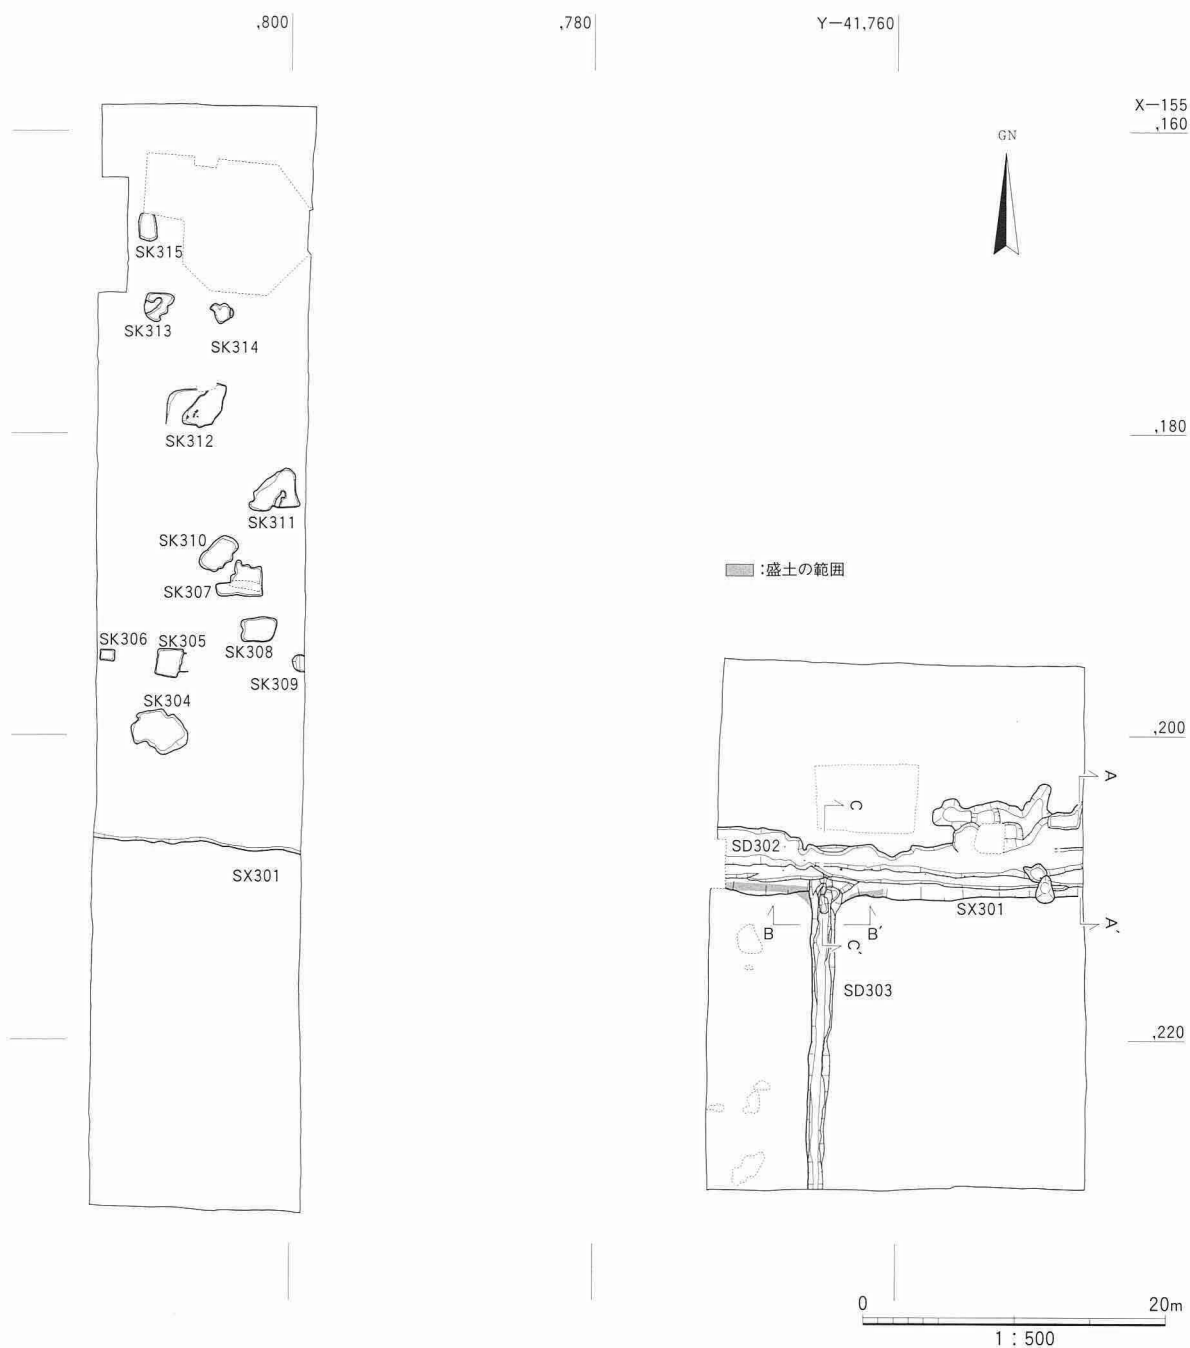 ,800
,780
Y−41,760
X−155
,160
GN
SK315
SK313
SK314
SK312
,180
SK311
SK310
SK307
:盛土の範囲
SK306
SK305
SK308
SK309
SK304
,200
A
C
SD302
SX301
SX301
B
B′
A′
C′
SD303
,220
0
20m
1：500